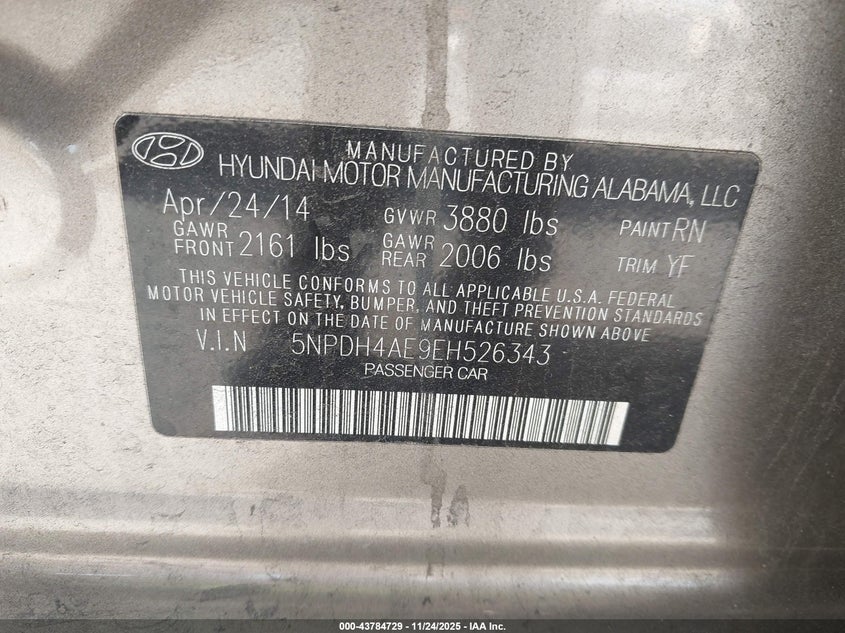 MANUFACTURED BY
HYUNDAI MOTOR MANUFACTURING ALABAMA, LLC
Apr/24/14 GVWR 3880 lbs PAINT RN
GAWR FRONT 2161 lbs GAWR REAR 2006 lbs TRIM YF
THIS VEHICLE CONFORMS TO ALL APPLICABLE U.S.A. FEDERAL
MOTOR VEHICLE SAFETY, BUMPER, AND THEFT PREVENTION STANDARDS
IN EFFECT ON THE DATE OF MANUFACTURE SHOWN ABOVE
V.I.N 5NPDH4AE9EH526343
PASSENGER CAR
000-43784729 - 11/24/2025 - IAA Inc.